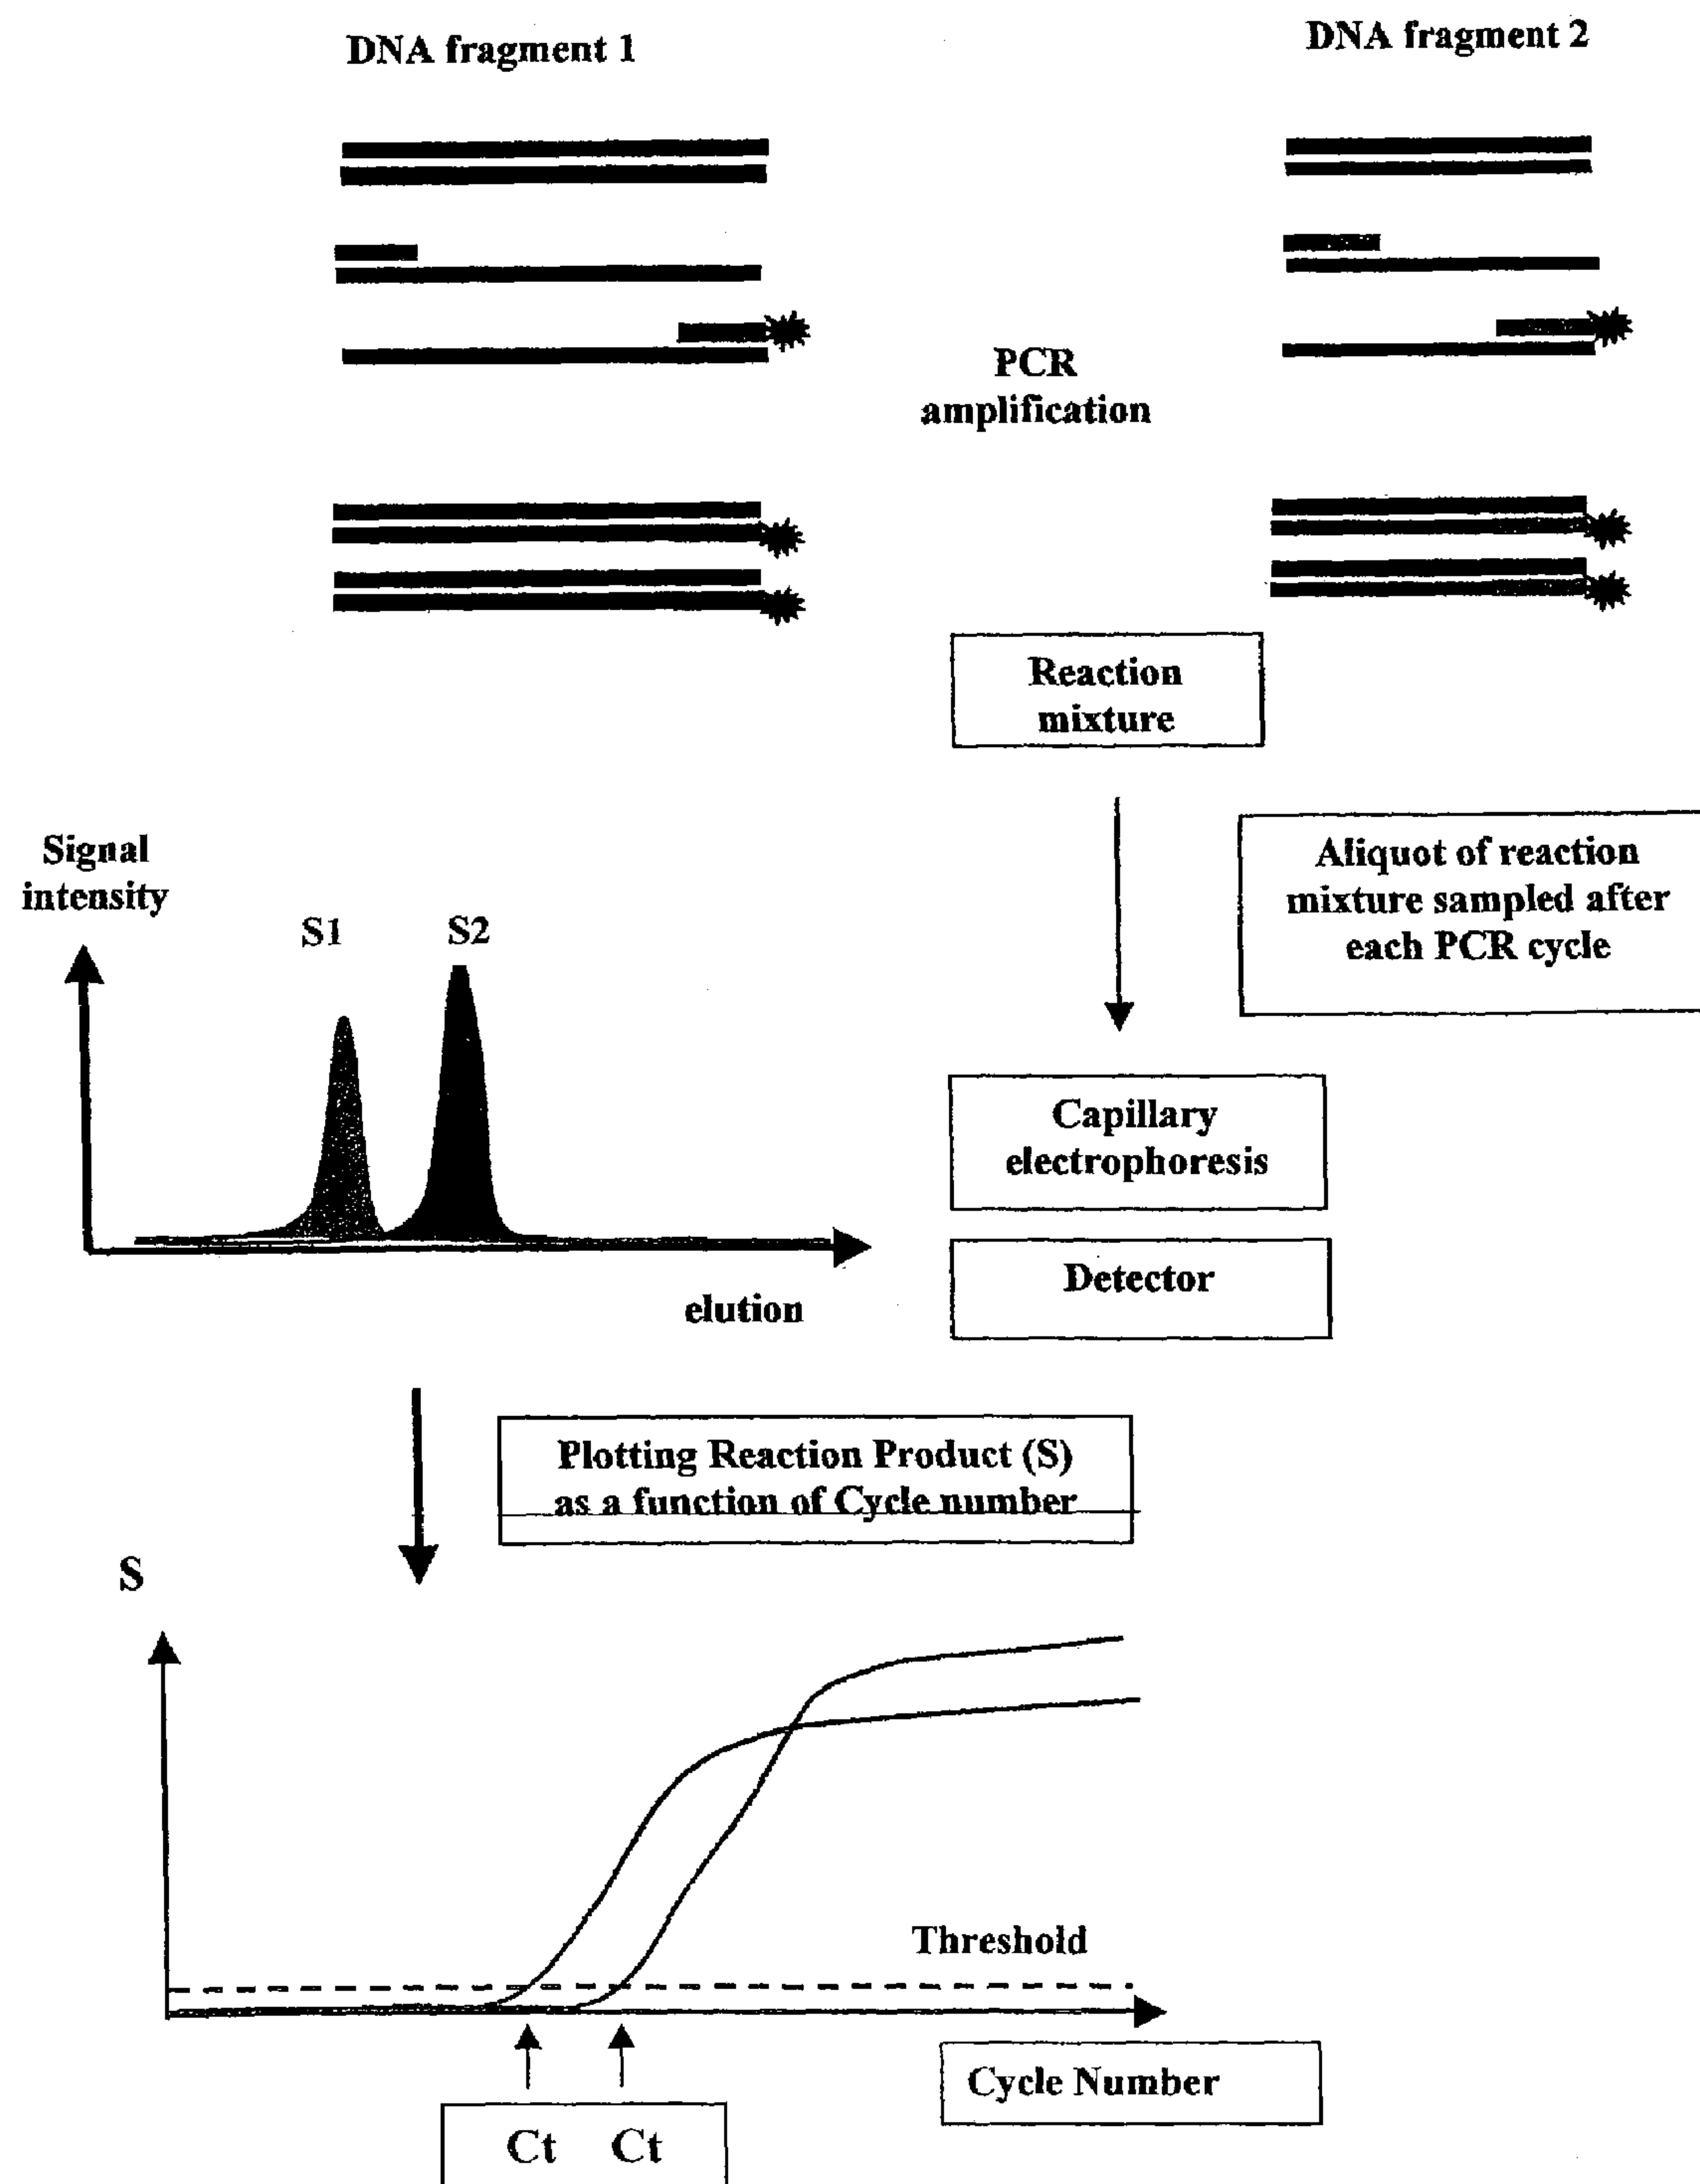 DNA fragment 1
DNA fragment 2
PCR
amplification
Reaction
mixture
Aliquot of reaction
mixture sampled after
each PCR cycle
Signal
intensity
S1
S2
Capillary
electrophoresis
Detector
elution
Plotting Reaction Product (S)
as a function of Cycle number
S
Threshold
Cycle Number
Ct Ct